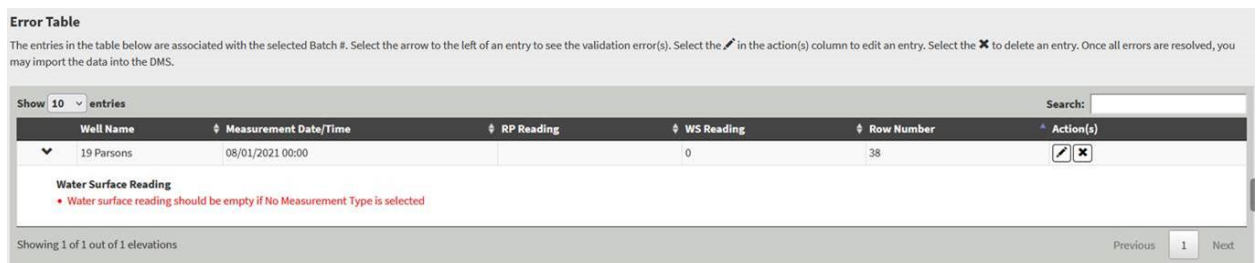 Error Table
The entries in the table below are associated with the selected Batch #. Select the arrow to the left of an entry to see the validation error(s). Select the in the action(s) column to edit an entry. Select the ✖ to delete an entry. Once all errors are resolved, you
may import the data into the DMS.
Show 10 entries Search:
Well Name Measurement Date/Time RP Reading WS Reading Row Number Action(s)
19 Parsons 08/01/2021 00:00 0 38
Water Surface Reading
• Water surface reading should be empty if No Measurement Type is selected
Showing 1 of 1 out of 1 elevations Previous 1 Next